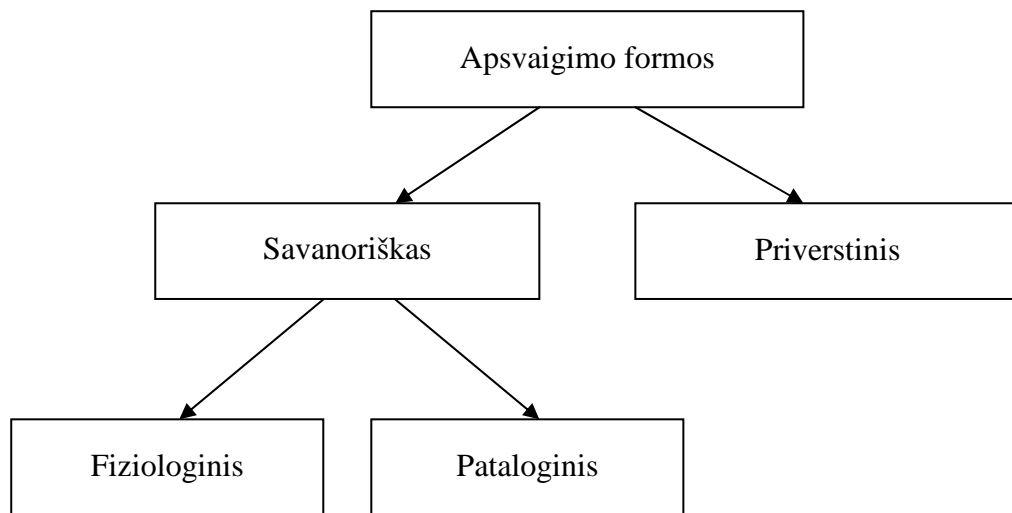 Apsvaigimo formos
Savanoriškas
Priverstinis
Fiziologinis
Pataloginis